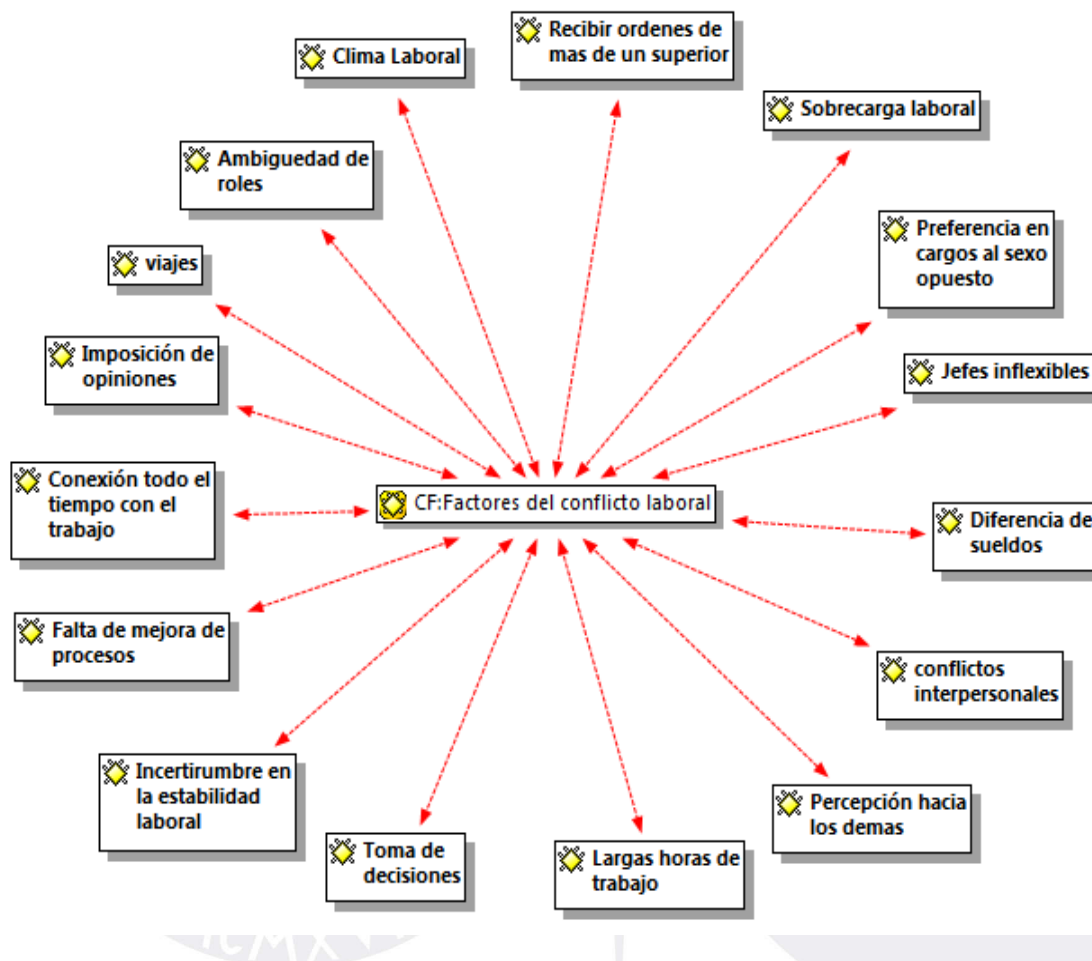 Clima Laboral
Recibir ordenes de
mas de un superior
Sobrecarga laboral
Ambiguedad de
roles
Preferencia en
cargos al sexo
opuesto
viajes
Imposición de
opiniones
Jefes inflexibles
Conexión todo el
tiempo con el
trabajo
CF:Factores del conflicto laboral
Diferencia de
sueldos
Falta de mejora de
procesos
conflictos
interpersonales
Incertirumbre en
la estabilidad
laboral
Percepción hacia
los demas
Toma de
decisiones
Largas horas de
trabajo